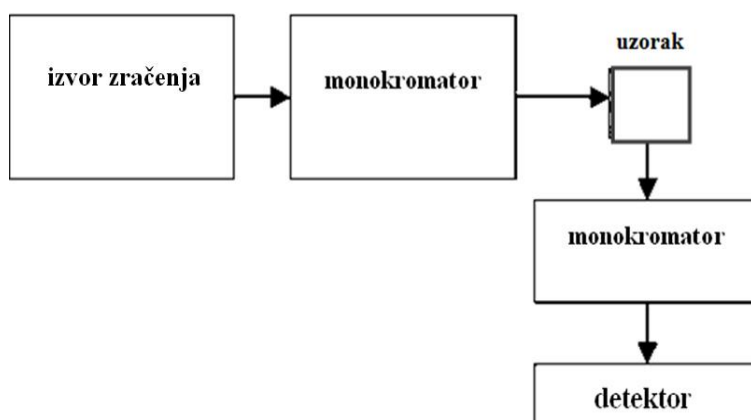 izvor zračenja
monokromator
uzorak
monokromator
detektor